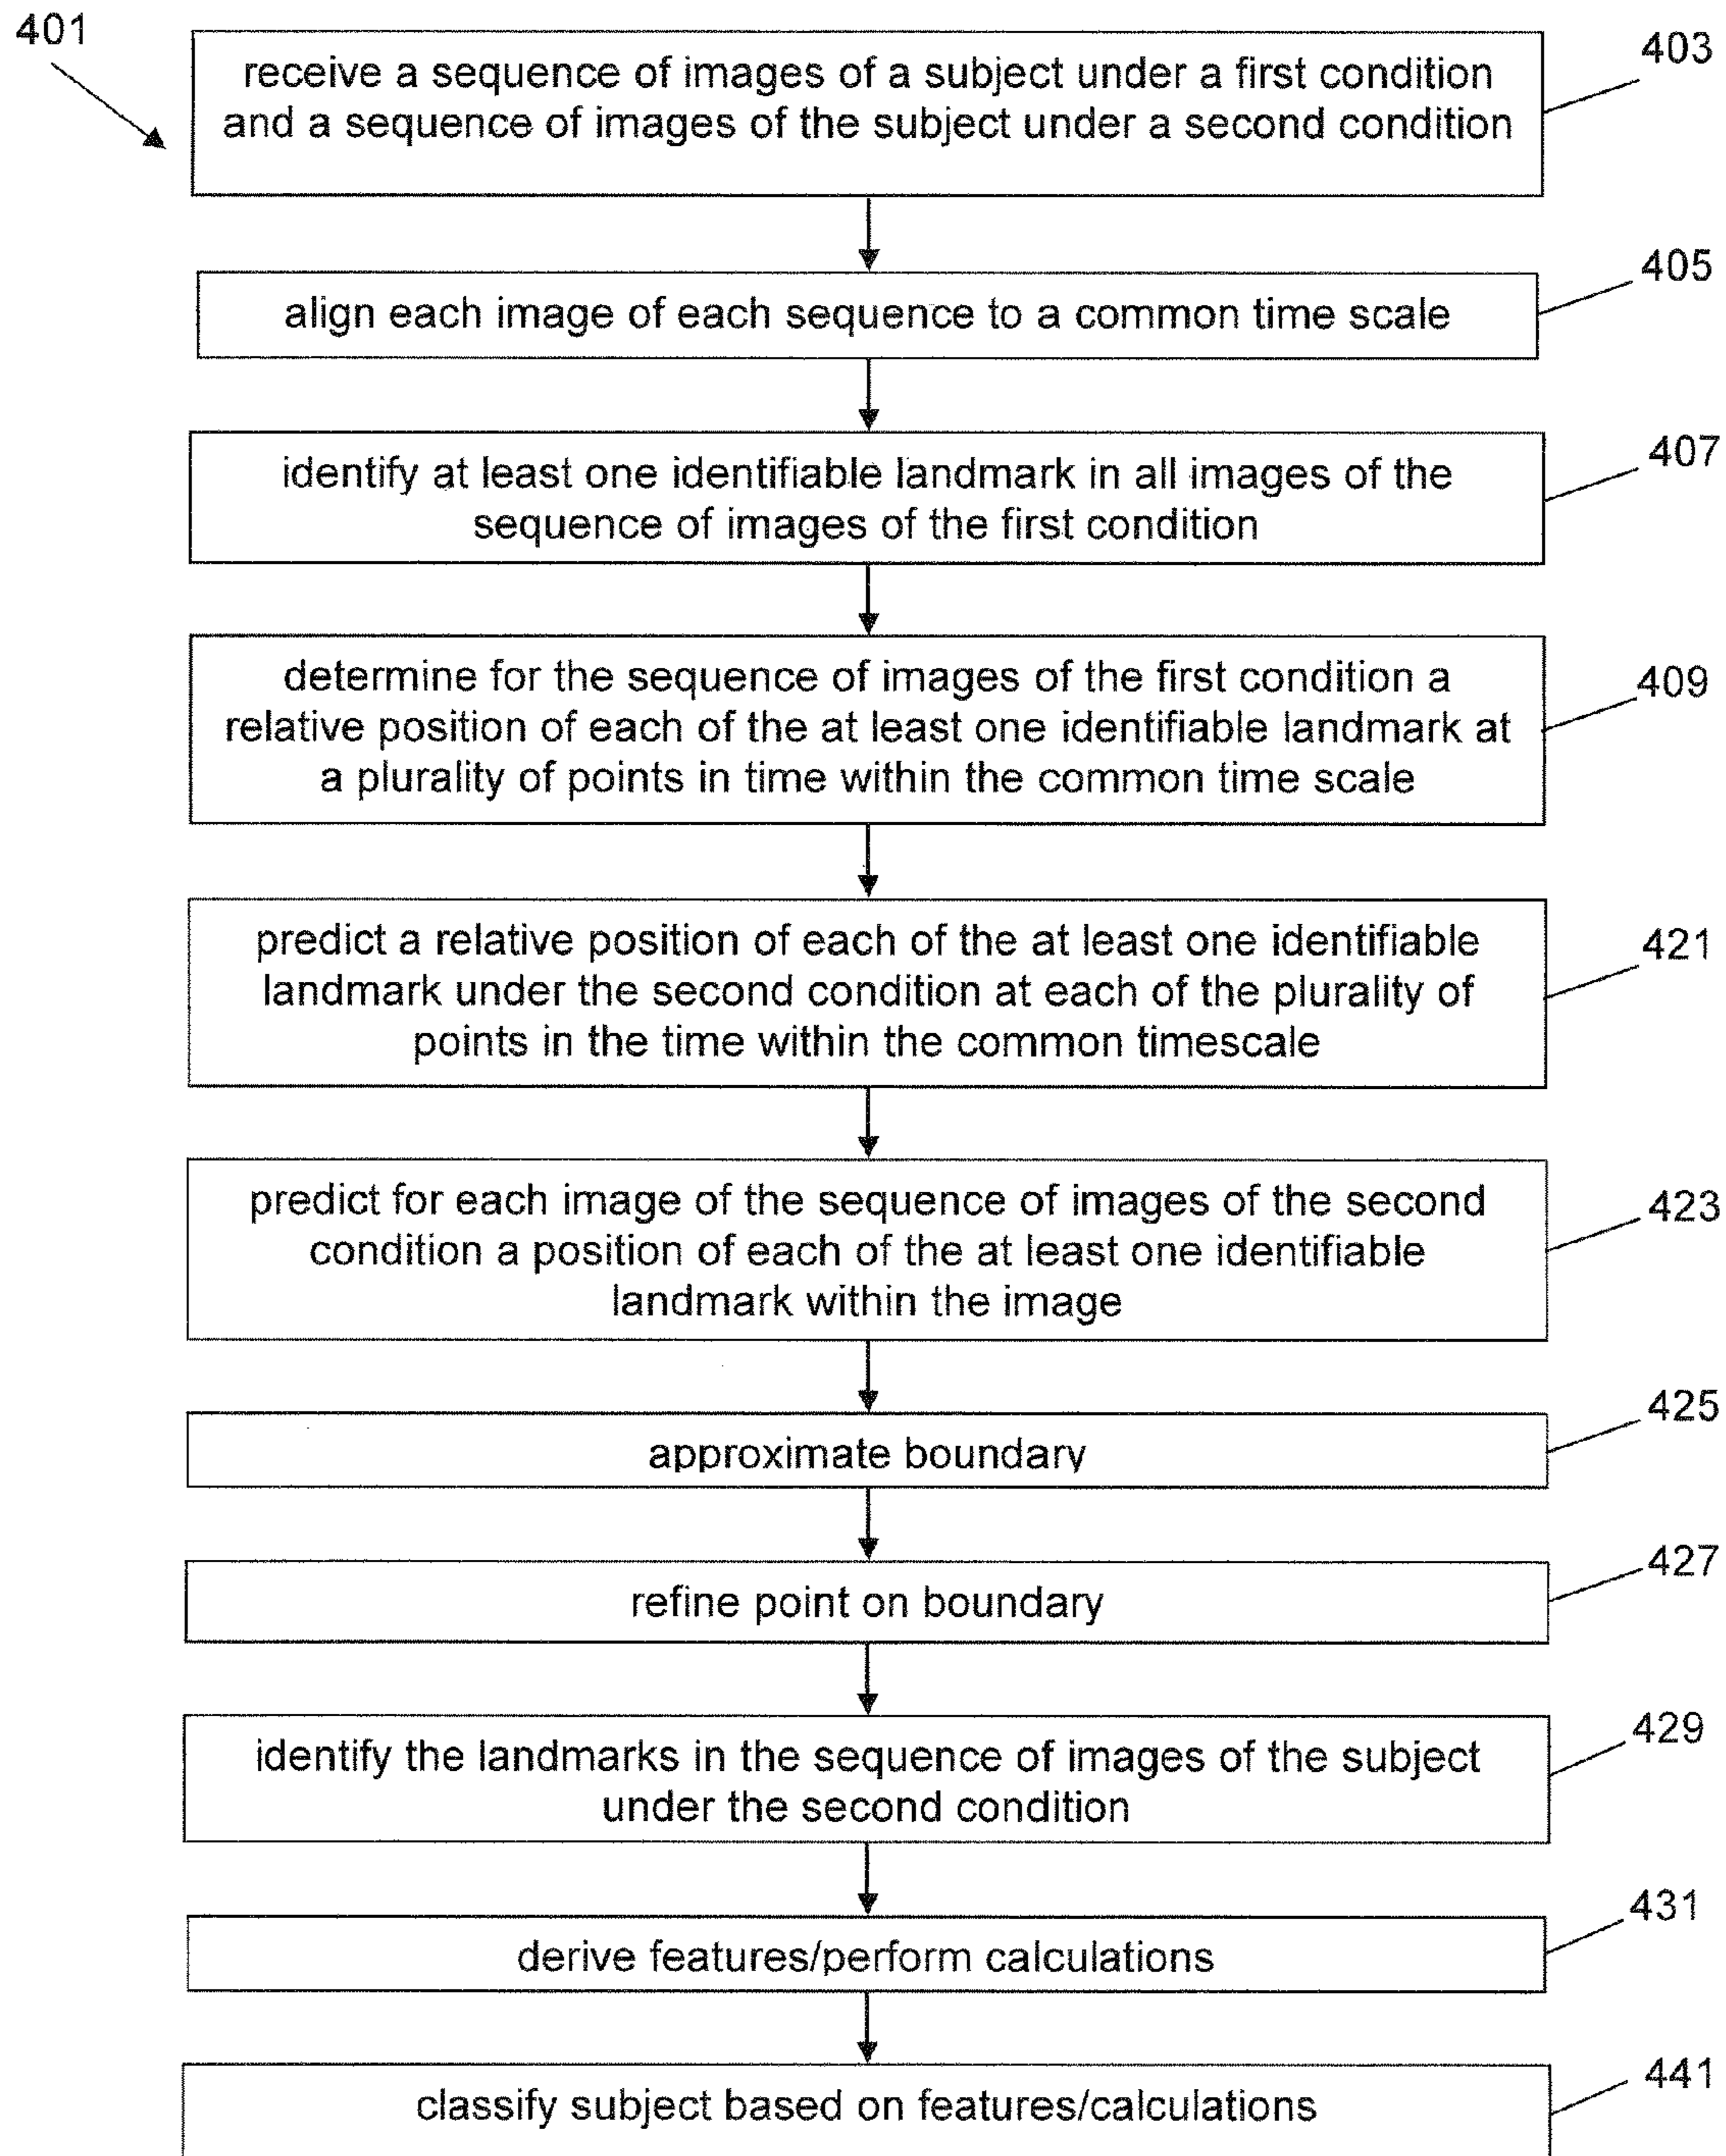 401
receive a sequence of images of a subject under a first condition
and a sequence of images of the subject under a second condition
403
align each image of each sequence to a common time scale
405
identify at least one identifiable landmark in all images of the
sequence of images of the first condition
407
determine for the sequence of images of the first condition a
relative position of each of the at least one identifiable landmark at
a plurality of points in time within the common time scale
409
predict a relative position of each of the at least one identifiable
landmark under the second condition at each of the plurality of
points in the time within the common timescale
421
predict for each image of the sequence of images of the second
condition a position of each of the at least one identifiable
landmark within the image
423
approximate boundary
425
refine point on boundary
427
identify the landmarks in the sequence of images of the subject
under the second condition
429
derive features/perform calculations
431
classify subject based on features/calculations
441